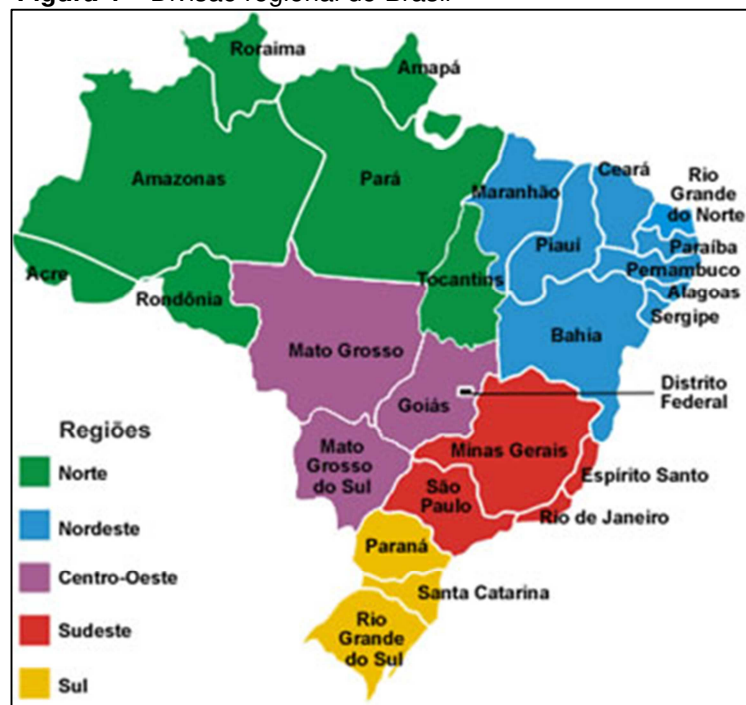 Roraima
Amapá
Amazonas
Pará
Maranhão
Ceará
Rio
Grande
do Norte
Piauí
Paraíba
Pernambuco
Alagoas
Sergipe
Acre
Rondônia
Tocantins
Bahia
Mato Grosso
Goiás
Distrito
Federal
Mato
Grosso
do Sul
Minas Gerais
Espírito Santo
São
Paulo
Rio de Janeiro
Paraná
Santa Catarina
Rio
Grande
do Sul
Regiões
Norte
Nordeste
Centro-Oeste
Sudeste
Sul